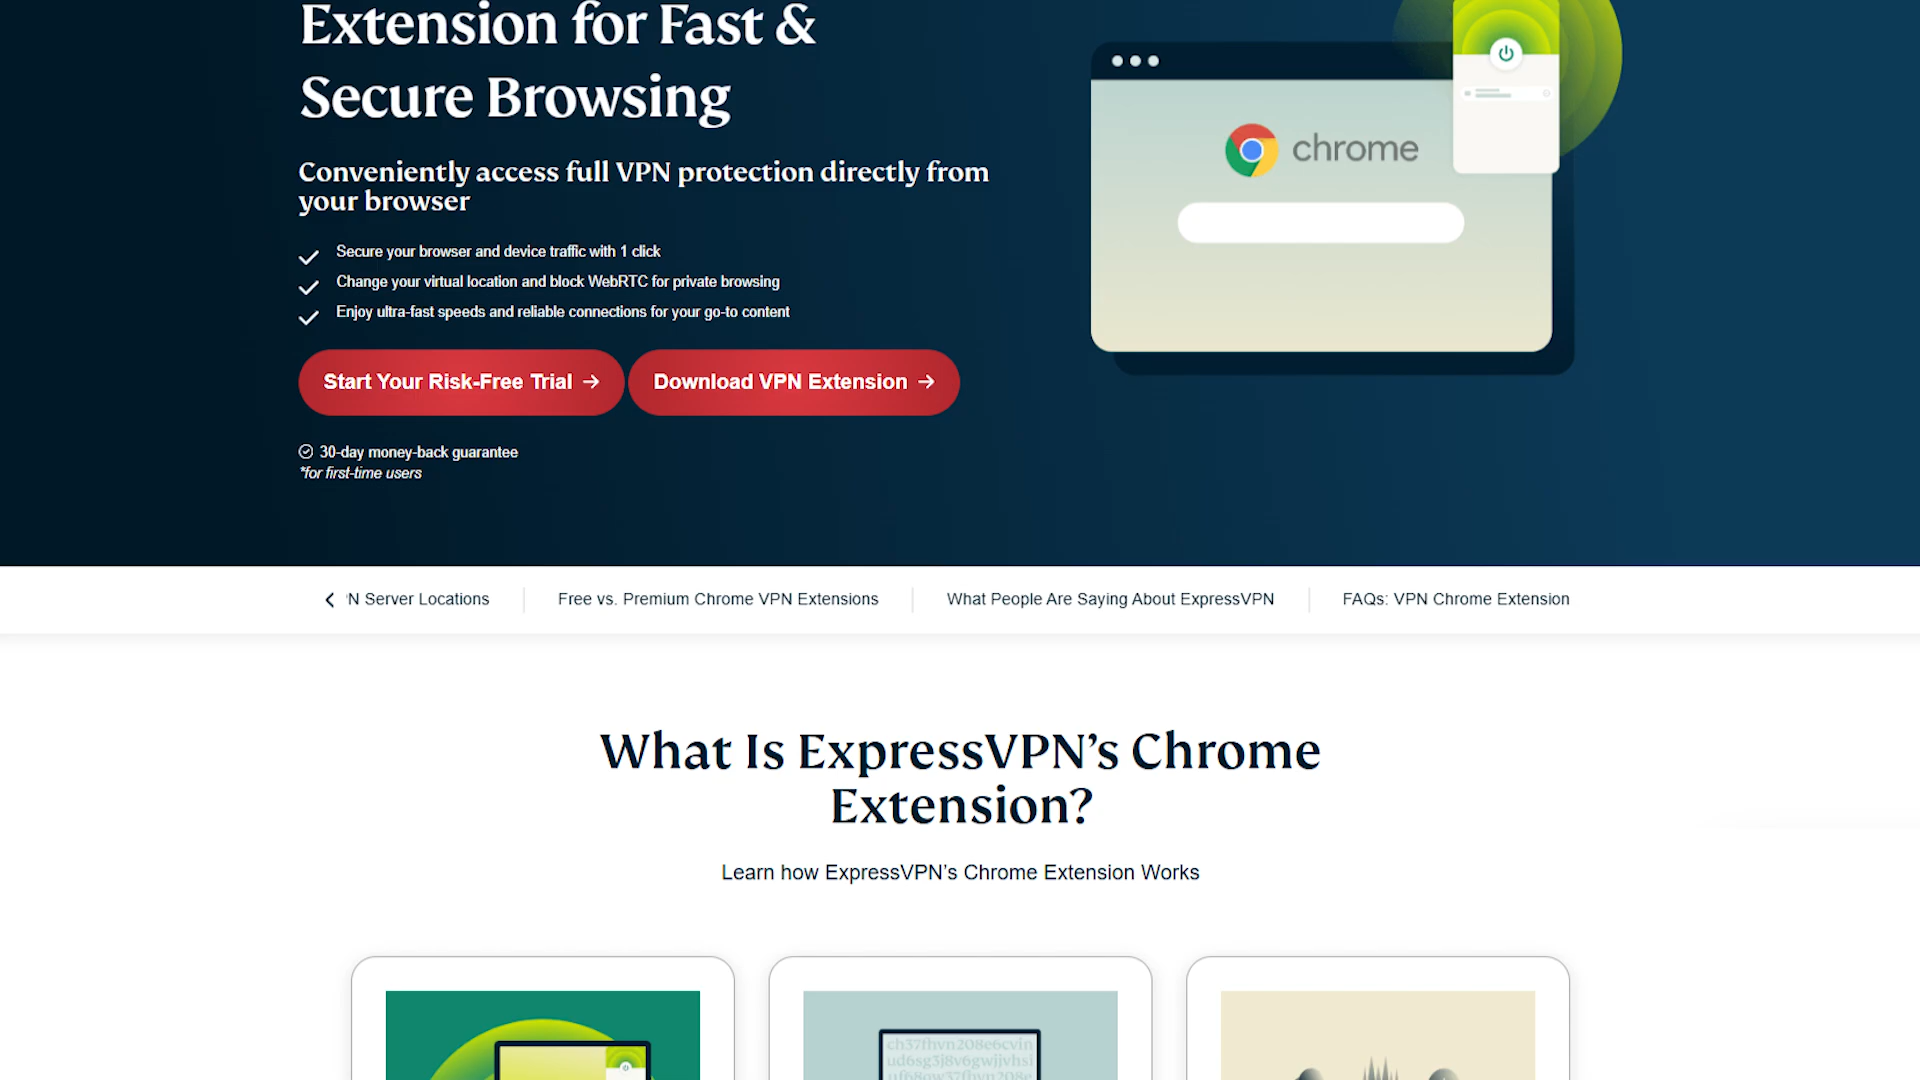 Extension for Fast &
Secure Browsing
Conveniently access full VPN protection directly from
your browser
Secure your browser and device traffic with 1 click
Change your virtual location and block WebRTC for private browsing
Enjoy ultra-fast speeds and reliable connections for your go-to content
Start Your Risk-Free Trial →
Download VPN Extension →
30-day money-back guarantee
*for first-time users
chrome
N Server Locations
Free vs. Premium Chrome VPN Extensions
What People Are Saying About ExpressVPN
FAQs: VPN Chrome Extension
What Is ExpressVPN’s Chrome
Extension?
Learn how ExpressVPN’s Chrome Extension Works
ch37fhvn208e6cvin
ud6sg3j8v6gwjjvhsi